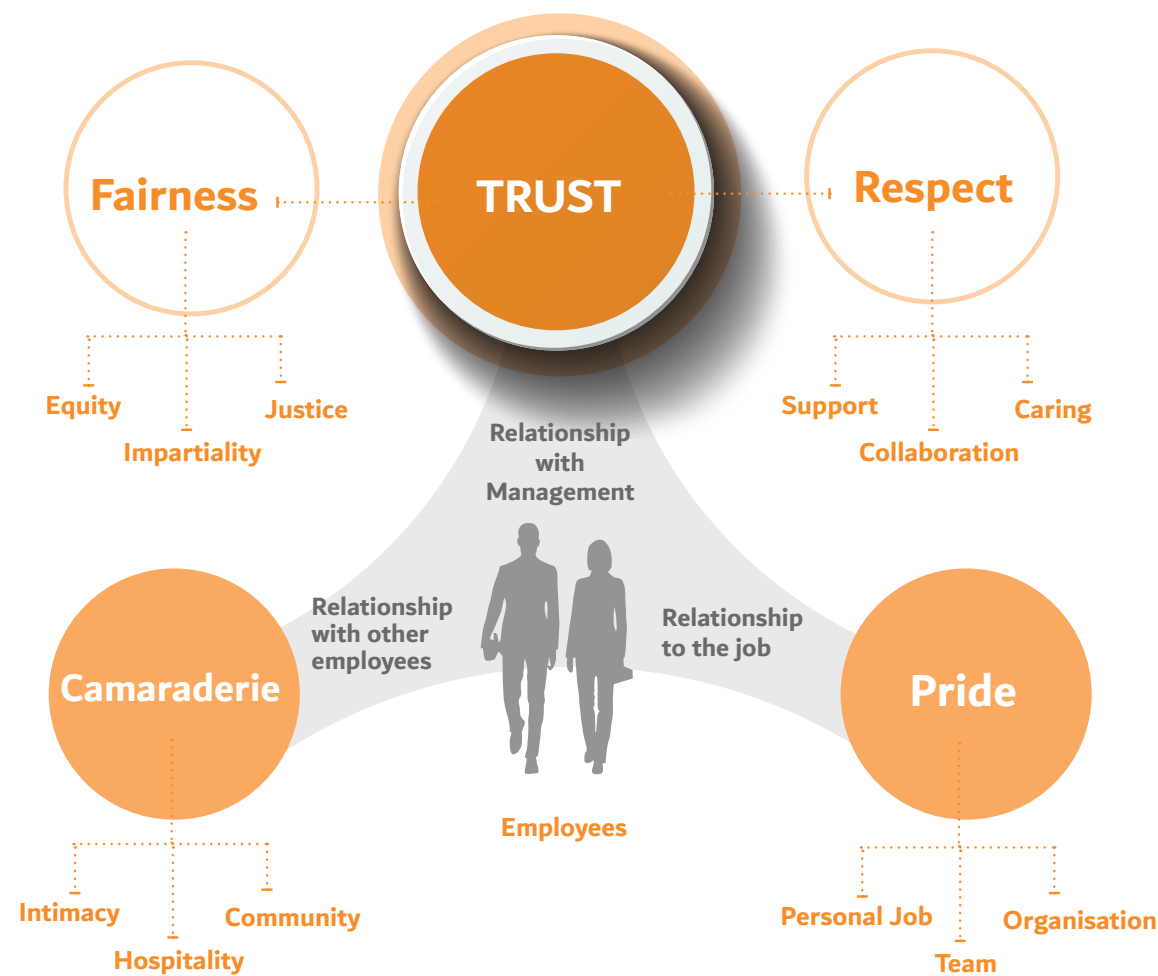 Fairness
TRUST
Respect
Equity
Impartiality
Justice
Support
Collaboration
Caring
Relationship
with
Management
Relationship
with other
employees
Relationship
to the job
Camaraderie
Pride
Employees
Intimacy
Hospitality
Community
Personal Job
Team
Organisation